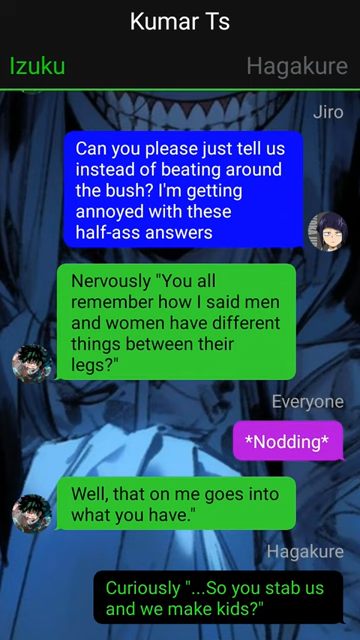 Kumar Ts
Izuku
Hagakure
Jiro
Can you please just tell us
instead of beating around
the bush? I'm getting
annoyed with these
half-ass answers
Nervously "You all
remember how I said men
and women have different
things between their
legs?"
Everyone
*Nodding*
Well, that on me goes into
what you have."
Hagakure
Curiously "...So you stab us
and we make kids?"